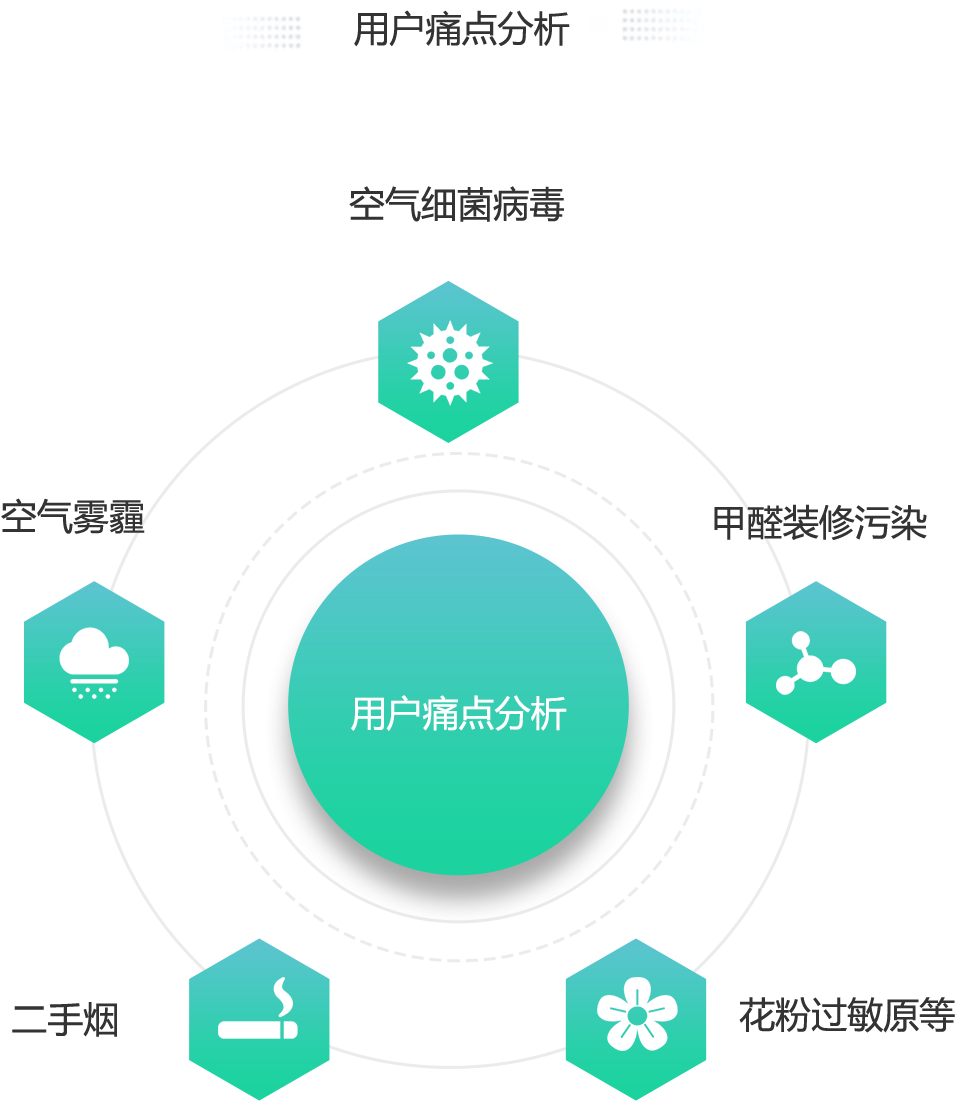 用户痛点分析
空气细菌病毒
空气雾霾
甲醛装修污染
用户痛点分析
二手烟
花粉过敏原等